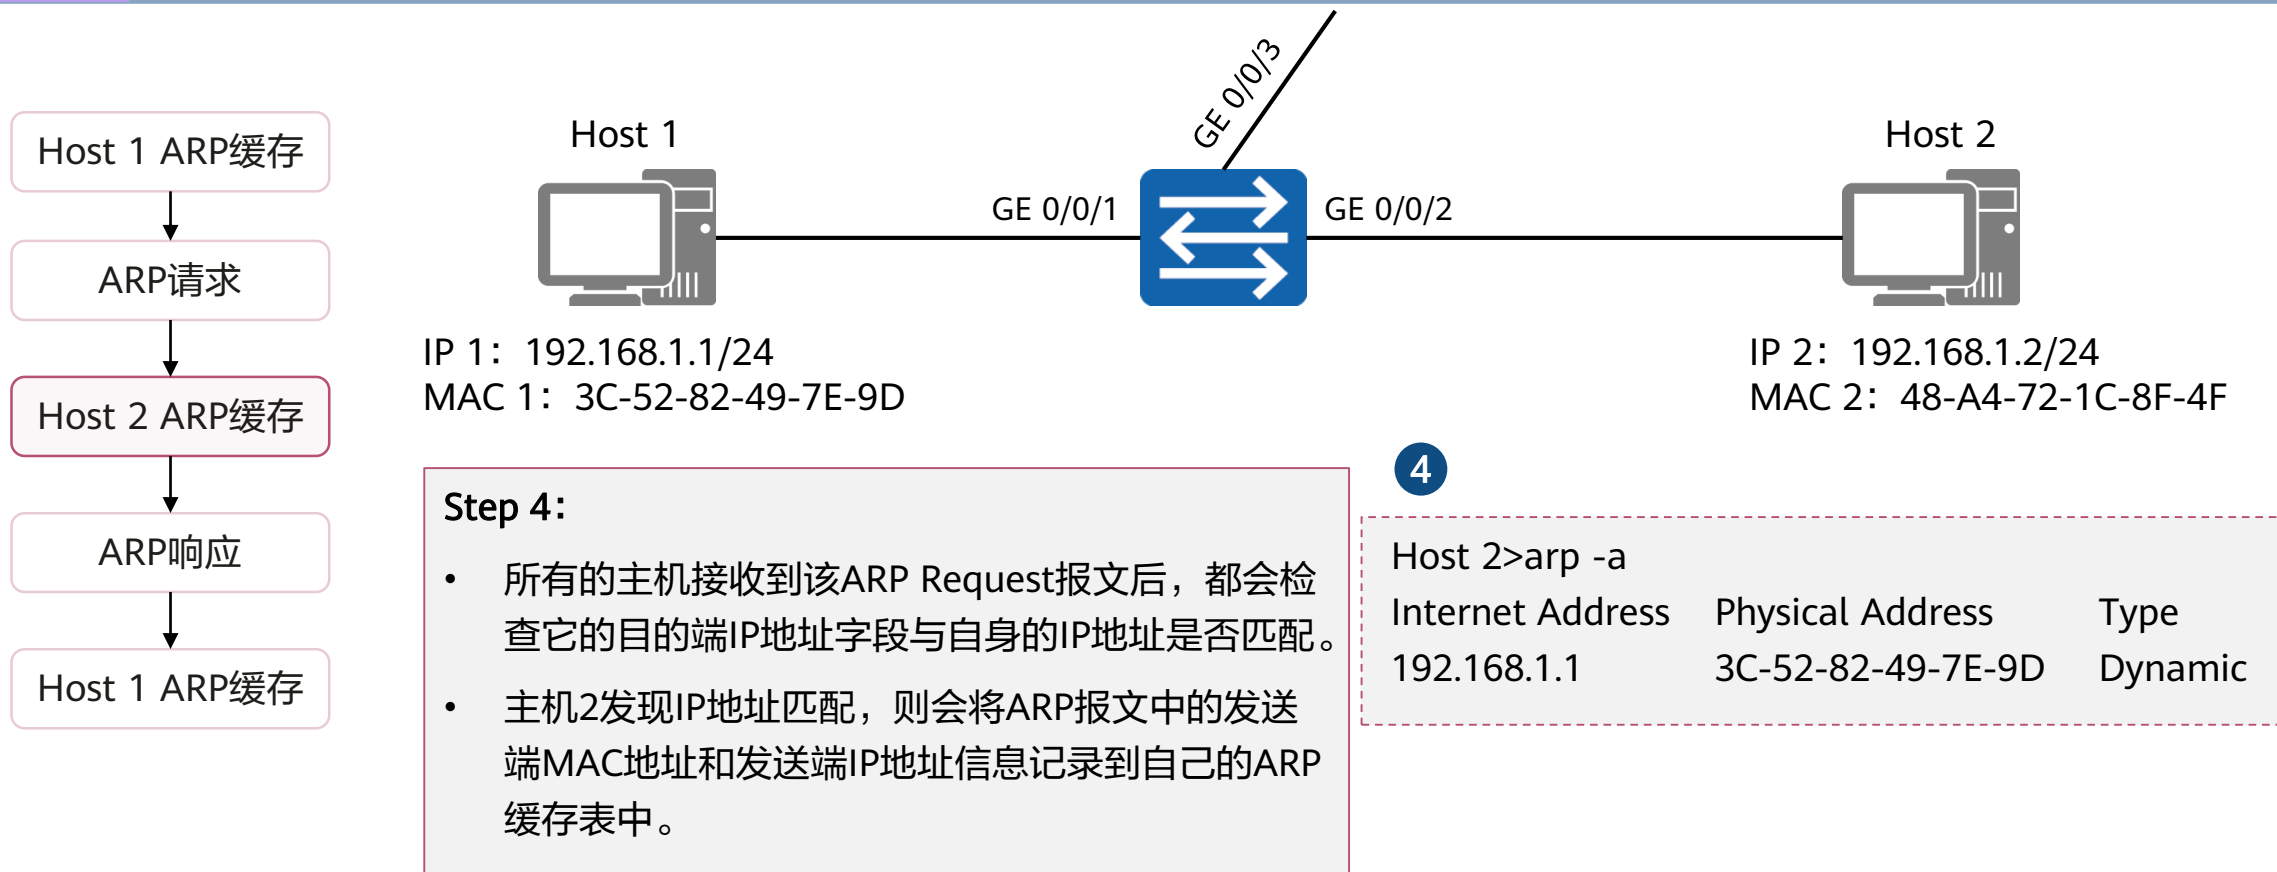 Host 1 ARP缓存
ARP请求
Host 2 ARP缓存
ARP响应
Host 1 ARP缓存
GE 0/0/3
Host 1
Host 2
GE 0/0/1
GE 0/0/2
IP 1：192.168.1.1/24
MAC 1：3C-52-82-49-7E-9D
IP 2：192.168.1.2/24
MAC 2：48-A4-72-1C-8F-4F
Step 4：
• 所有的主机接收到该ARP Request报文后，都会检
查它的目的端IP地址字段与自身的IP地址是否匹配。
• 主机2发现IP地址匹配，则会将ARP报文中的发送
端MAC地址和发送端IP地址信息记录到自己的ARP
缓存表中。
4
Host 2>arp -a
Internet Address Physical Address Type
192.168.1.1 3C-52-82-49-7E-9D Dynamic